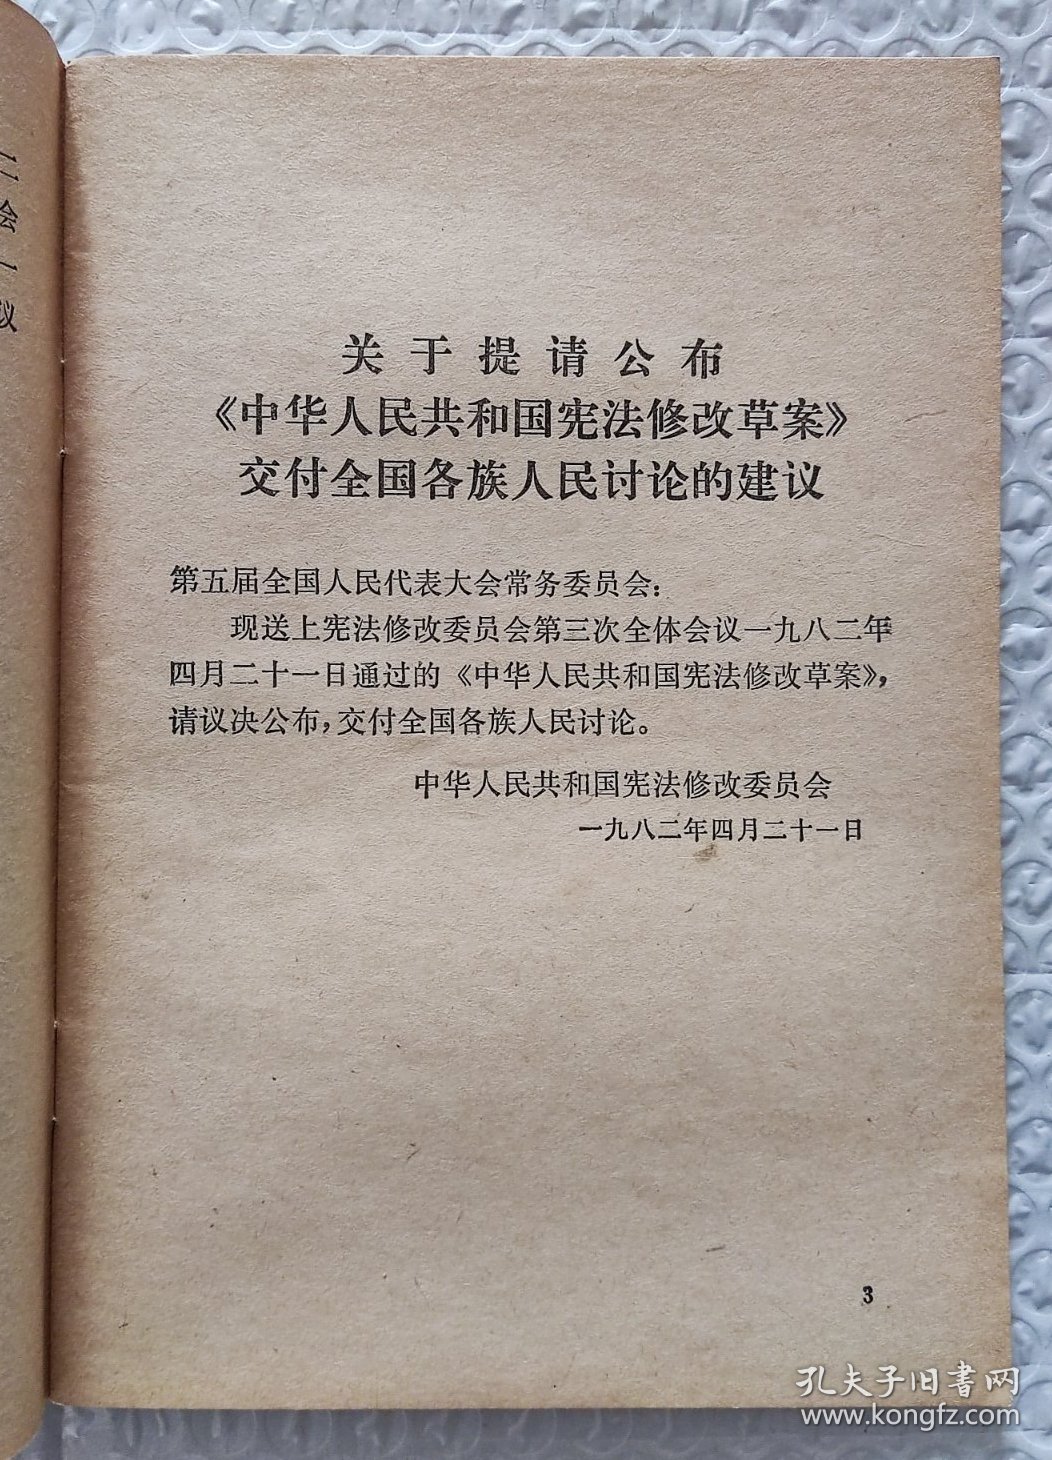 二
会
一
议
关于提请公布
《中华人民共和国宪法修改草案》
交付全国各族人民讨论的建议
第五届全国人民代表大会常务委员会：
现送上宪法修改委员会第三次全体会议一九八二年
四月二十一日通过的《中华人民共和国宪法修改草案》，
请议决公布，交付全国各族人民讨论。
中华人民共和国宪法修改委员会
一九八二年四月二十一日
3
孔夫子旧書网
www.kongfz.com